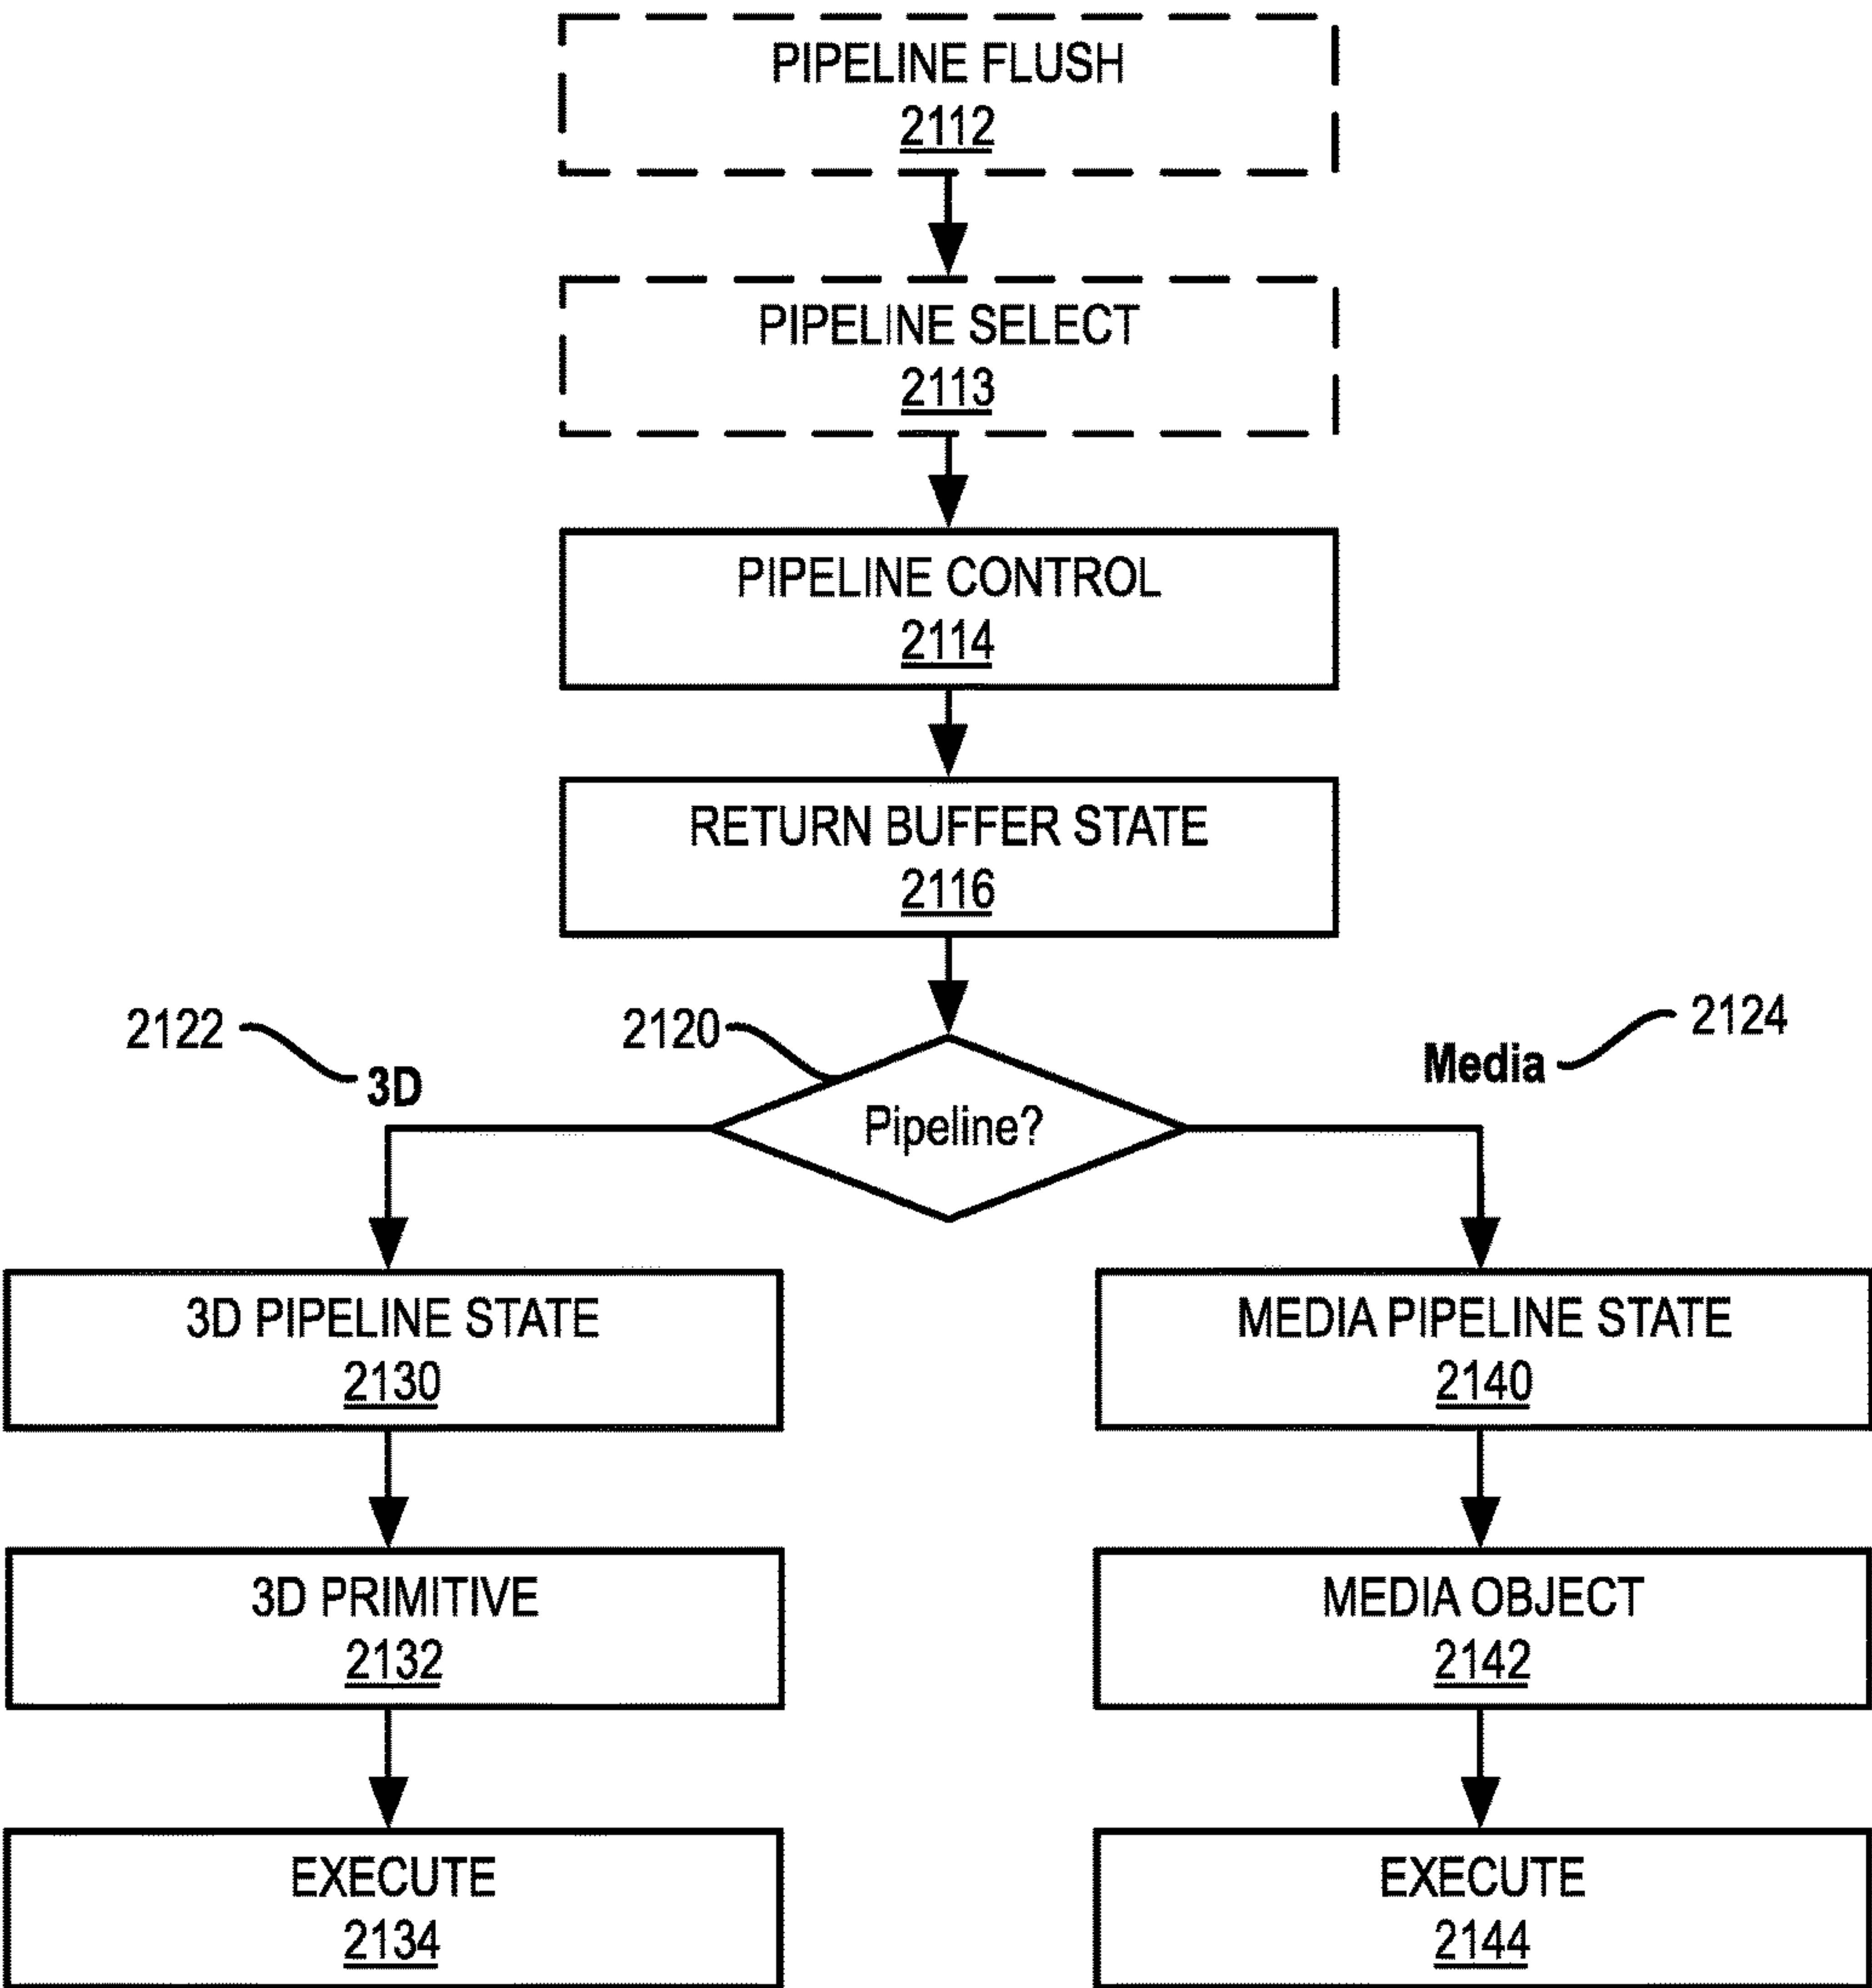 PIPELINE FLUSH
2112
PIPELINE SELECT
2113
PIPELINE CONTROL
2114
RETURN BUFFER STATE
2116
2122
3D
2120
Pipeline?
Media
2124
3D PIPELINE STATE
2130
MEDIA PIPELINE STATE
2140
3D PRIMITIVE
2132
MEDIA OBJECT
2142
EXECUTE
2134
EXECUTE
2144